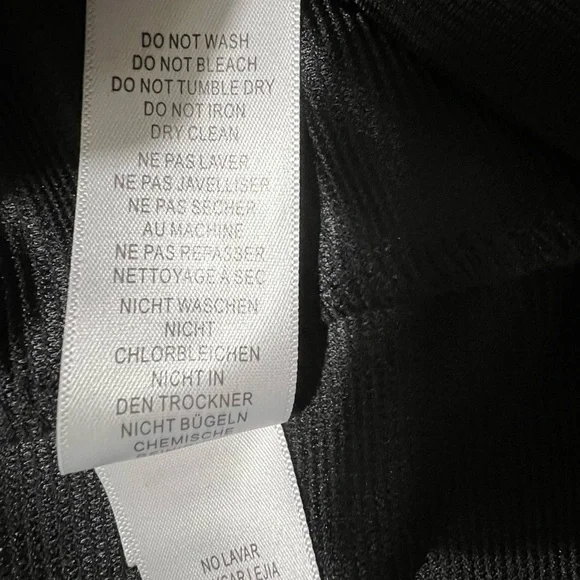 DO NOT WASH
DO NOT BLEACH
DO NOT TUMBLE DRY
DO NOT IRON
DRY CLEAN
NE PAS LAVER
NE PAS JAVELLISER
NE PAS SECHER
AU MACHINE
NE PAS REPASSER
NETTOYAGE À SEC
NICHT WASCHEN
NICHT
CHLORBLEICHEN
NICHT IN
DEN TROCKNER
NICHT BÜGELN
CHEMISCHE
NO LAVAR
LEJIA